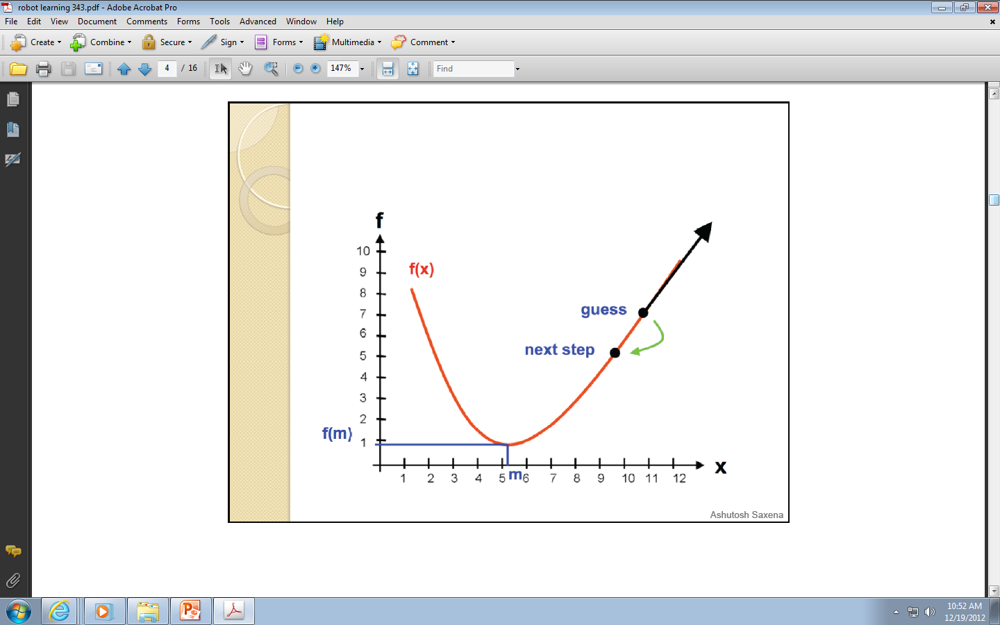 robot learning 343.pdf - Adobe Acrobat Pro
File Edit View Document Comments Forms Tools Advanced Window Help
Create Combine Secure Sign Forms Multimedia Comment
4 / 16 147% Find
f
10
9
8
7
6
5
4
3
2
1
f(x)
guess
next step
f(m)
m
1 2 3 4 5 6 7 8 9 10 11 12
x
Ashutosh Saxena
10:52 AM
12/19/2012